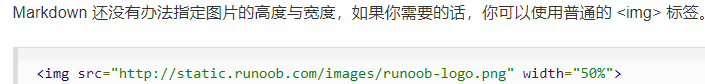 Markdown 还没有办法指定图片的高度与宽度，如果你需要的话，你可以使用普通的 <img> 标签。
<img src="http://static.runoob.com/images/runoob-logo.png" width="50%">